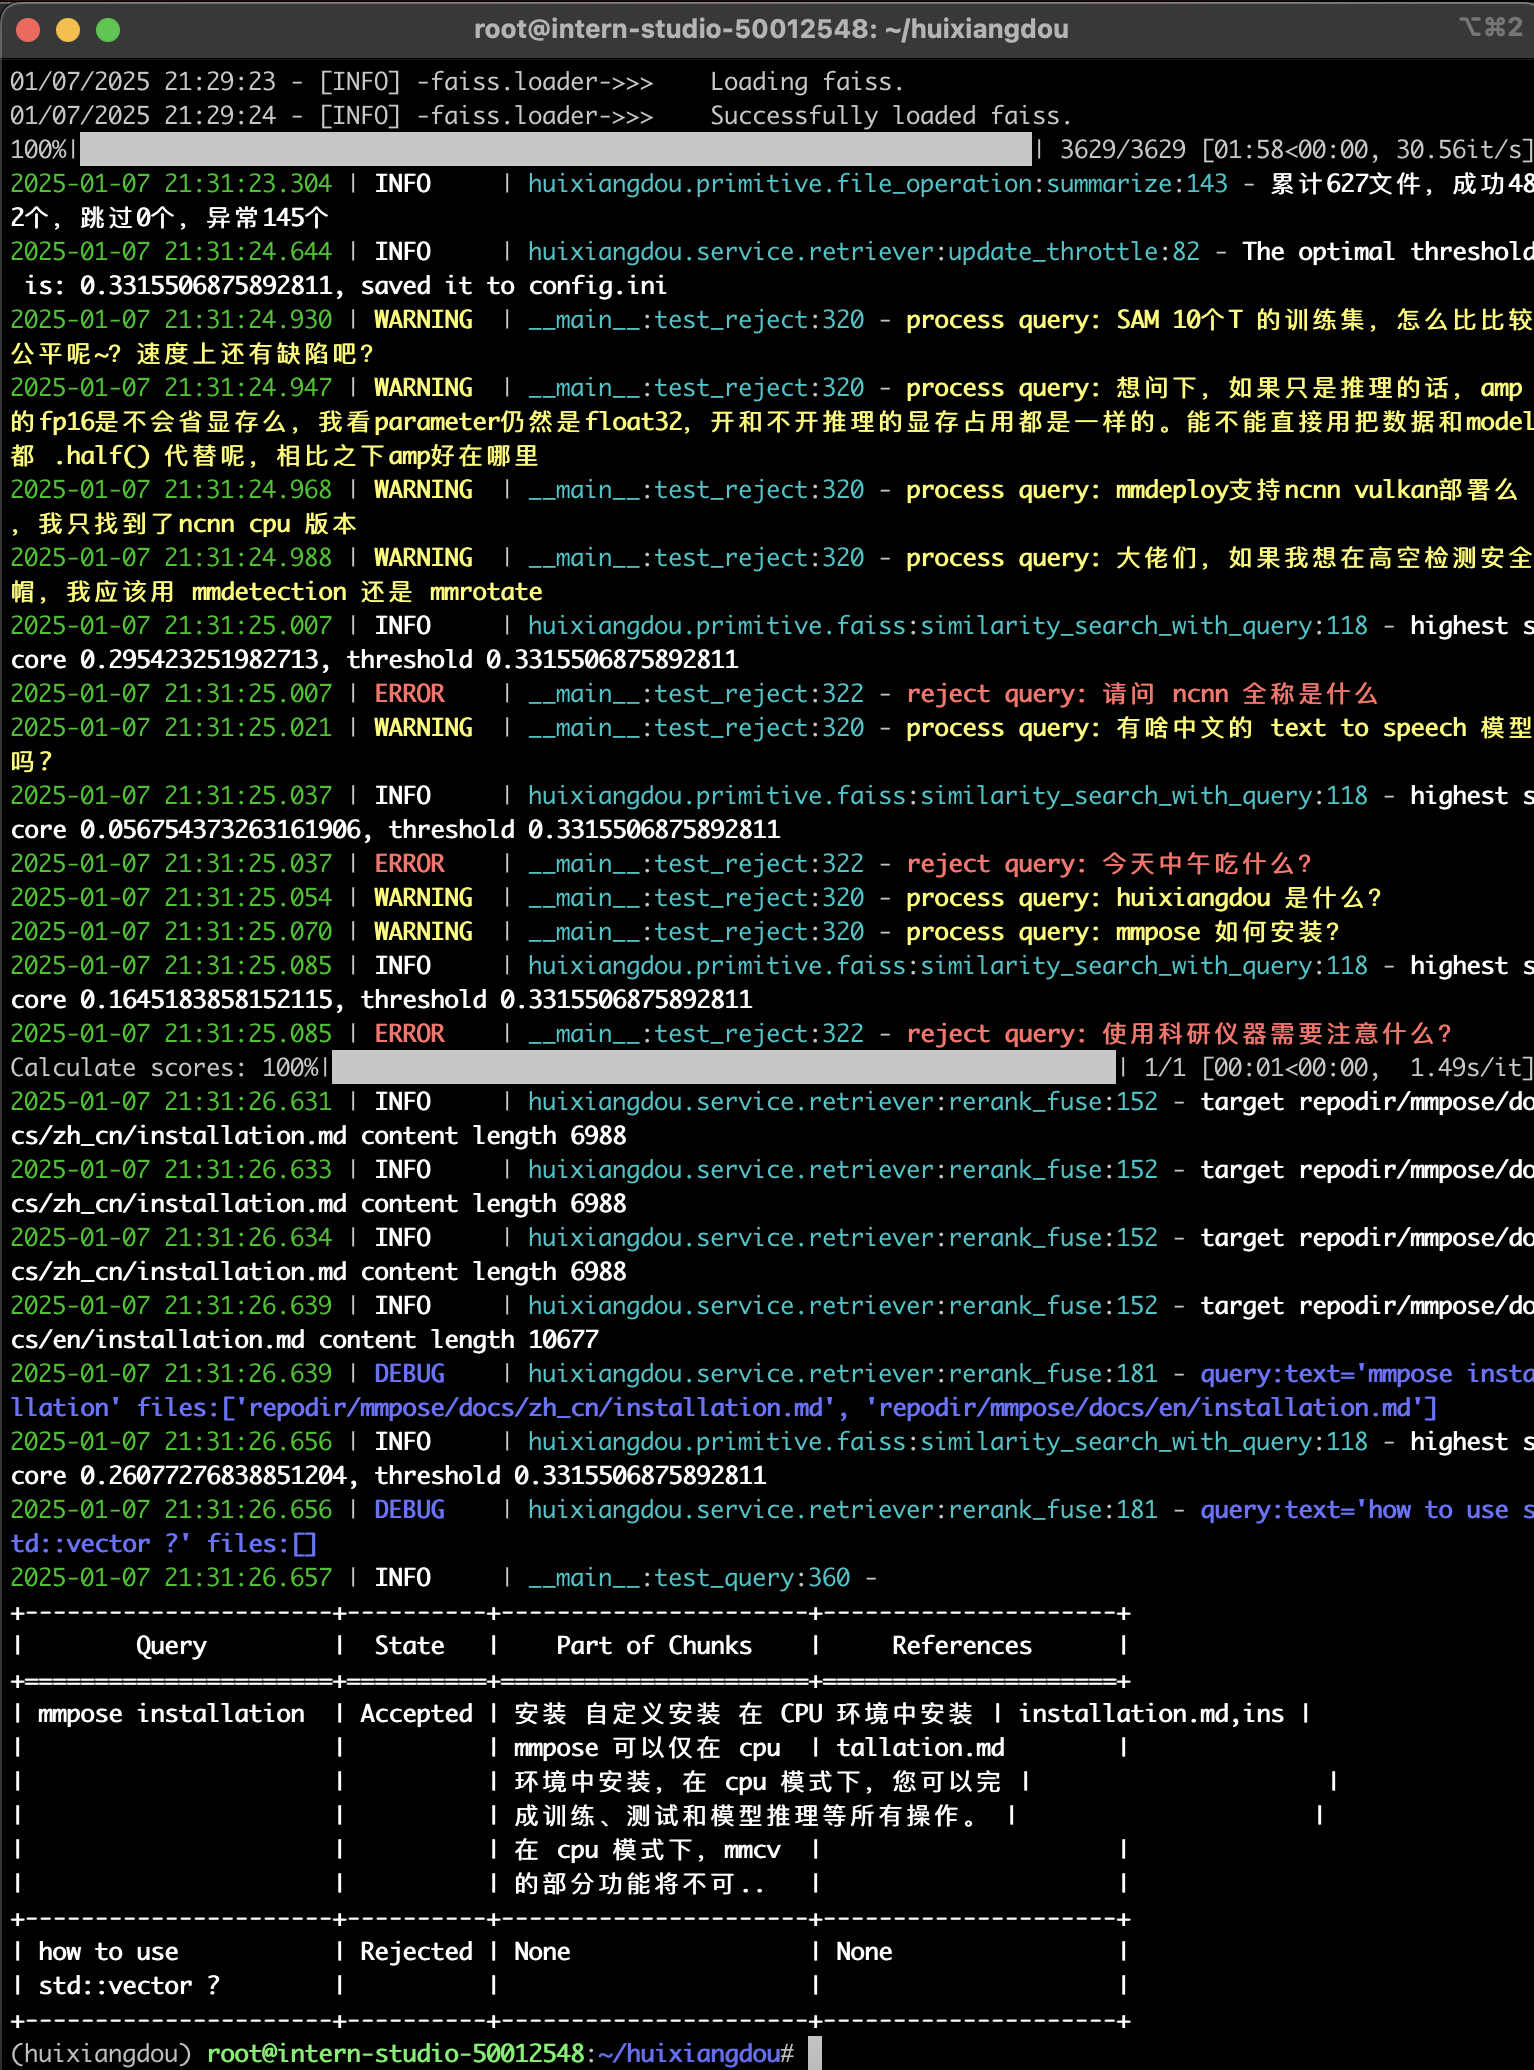 root@intern-studio-50012548: ~/huixiangdou ⌥⌘2
01/07/2025 21:29:23 - [INFO] -faiss.loader->>>    Loading faiss.
01/07/2025 21:29:24 - [INFO] -faiss.loader->>>    Successfully loaded faiss.
100%| | 3629/3629 [01:58<00:00, 30.56it/s]
2025-01-07 21:31:23.304 | INFO     | huixiangdou.primitive.file_operation:summarize:143 - 累计627文件，成功48
2个，跳过0个，异常145个
2025-01-07 21:31:24.644 | INFO     | huixiangdou.service.retriever:update_throttle:82 - The optimal threshold
 is: 0.3315506875892811, saved it to config.ini
2025-01-07 21:31:24.930 | WARNING  | __main__:test_reject:320 - process query: SAM 10个T 的训练集，怎么比比较
公平呢~? 速度上还有缺陷吧?
2025-01-07 21:31:24.947 | WARNING  | __main__:test_reject:320 - process query: 想问下，如果只是推理的话，amp
的fp16是不会省显存么，我看parameter仍然是float32，开和不开推理的显存占用都是一样的。能不能直接用把数据和model
都 .half() 代替呢，相比之下amp好在哪里
2025-01-07 21:31:24.968 | WARNING  | __main__:test_reject:320 - process query: mmdeploy支持ncnn vulkan部署么
，我只找到了ncnn cpu 版本
2025-01-07 21:31:24.988 | WARNING  | __main__:test_reject:320 - process query: 大佬们，如果我想在高空检测安全
帽，我应该用 mmdetection 还是 mmrotate
2025-01-07 21:31:25.007 | INFO     | huixiangdou.primitive.faiss:similarity_search_with_query:118 - highest s
core 0.295423251982713, threshold 0.3315506875892811
2025-01-07 21:31:25.007 | ERROR    | __main__:test_reject:322 - reject query: 请问 ncnn 全称是什么
2025-01-07 21:31:25.021 | WARNING  | __main__:test_reject:320 - process query: 有啥中文的 text to speech 模型
吗?
2025-01-07 21:31:25.037 | INFO     | huixiangdou.primitive.faiss:similarity_search_with_query:118 - highest s
core 0.056754373263161906, threshold 0.3315506875892811
2025-01-07 21:31:25.037 | ERROR    | __main__:test_reject:322 - reject query: 今天中午吃什么?
2025-01-07 21:31:25.054 | WARNING  | __main__:test_reject:320 - process query: huixiangdou 是什么?
2025-01-07 21:31:25.070 | WARNING  | __main__:test_reject:320 - process query: mmpose 如何安装?
2025-01-07 21:31:25.085 | INFO     | huixiangdou.primitive.faiss:similarity_search_with_query:118 - highest s
core 0.1645183858152115, threshold 0.3315506875892811
2025-01-07 21:31:25.085 | ERROR    | __main__:test_reject:322 - reject query: 使用科研仪器需要注意什么?
Calculate scores: 100%| | 1/1 [00:01<00:00,  1.49s/it]
2025-01-07 21:31:26.631 | INFO     | huixiangdou.service.retriever:rerank_fuse:152 - target repodir/mmpose/do
cs/zh_cn/installation.md content length 6988
2025-01-07 21:31:26.633 | INFO     | huixiangdou.service.retriever:rerank_fuse:152 - target repodir/mmpose/do
cs/zh_cn/installation.md content length 6988
2025-01-07 21:31:26.634 | INFO     | huixiangdou.service.retriever:rerank_fuse:152 - target repodir/mmpose/do
cs/zh_cn/installation.md content length 6988
2025-01-07 21:31:26.639 | INFO     | huixiangdou.service.retriever:rerank_fuse:152 - target repodir/mmpose/do
cs/en/installation.md content length 10677
2025-01-07 21:31:26.639 | DEBUG    | huixiangdou.service.retriever:rerank_fuse:181 - query:text='mmpose insta
llation' files:['repodir/mmpose/docs/zh_cn/installation.md', 'repodir/mmpose/docs/en/installation.md']
2025-01-07 21:31:26.656 | INFO     | huixiangdou.primitive.faiss:similarity_search_with_query:118 - highest s
core 0.26077276838851204, threshold 0.3315506875892811
2025-01-07 21:31:26.656 | DEBUG    | huixiangdou.service.retriever:rerank_fuse:181 - query:text='how to use s
td::vector ?' files:[]
2025-01-07 21:31:26.657 | INFO     | __main__:test_query:360 -
+----------------------+----------+----------------------+---------------------+
|        Query         |  State   |    Part of Chunks    |     References      |
+======================+==========+======================+=====================+
| mmpose installation  | Accepted | 安装 自定义安装 在 CPU 环境中安装 | installation.md,ins |
|                      |          | mmpose 可以仅在 cpu  | tallation.md        |
|                      |          | 环境中安装，在 cpu 模式下，您可以完 |                     |
|                      |          | 成训练、测试和模型推理等所有操作。 |                     |
|                      |          | 在 cpu 模式下，mmcv  |                     |
|                      |          | 的部分功能将不可..   |                     |
+----------------------+----------+----------------------+---------------------+
| how to use           | Rejected | None                 | None                |
| std::vector ?        |          |                      |                     |
+----------------------+----------+----------------------+---------------------+
(huixiangdou) root@intern-studio-50012548:~/huixiangdou#